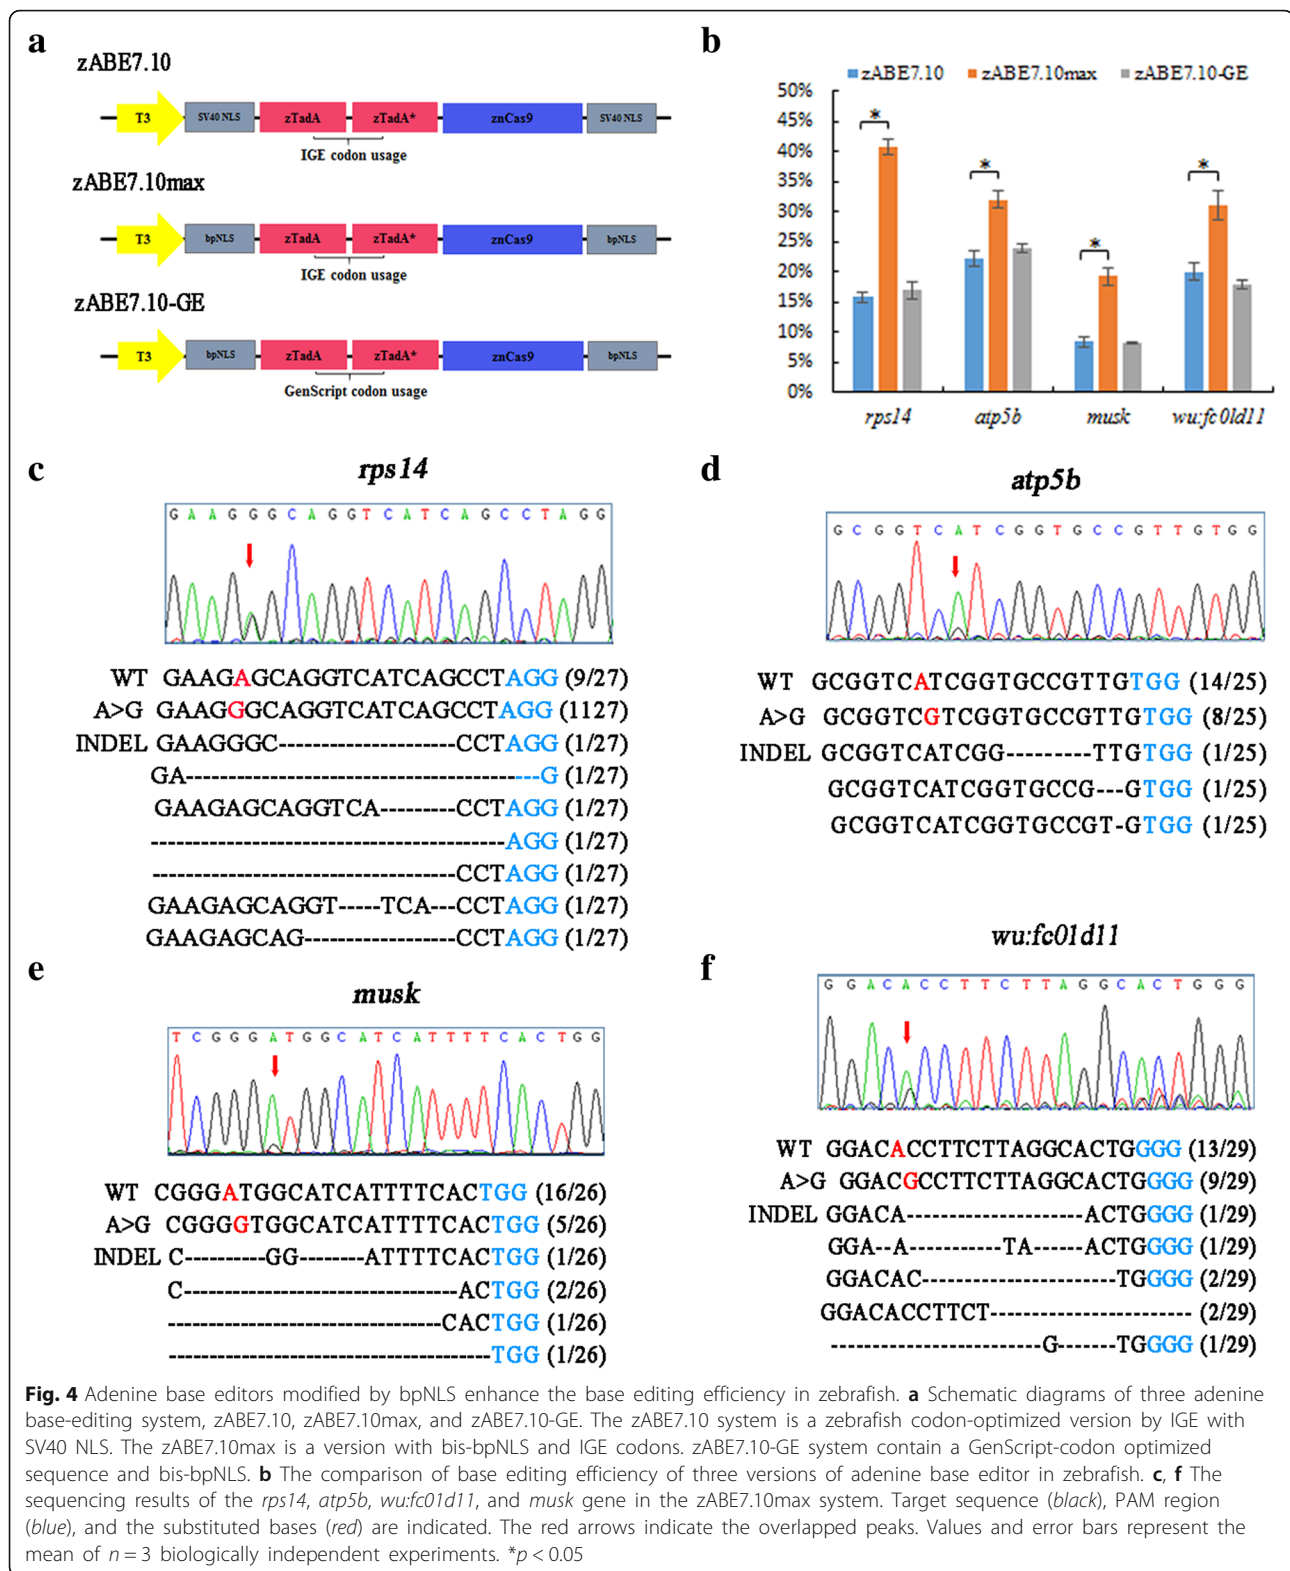 a
zABE7.10
T3 SV40 NLS zTadA zTadA* znCas9 SV40 NLS
IGE codon usage
zABE7.10max
T3 bpNLS zTadA zTadA* znCas9 bpNLS
IGE codon usage
zABE7.10-GE
T3 bpNLS zTadA zTadA* znCas9 bpNLS
GenScript codon usage
b
zABE7.10 zABE7.10max zABE7.10-GE
50%
45%
40%
35%
30%
25%
20%
15%
10%
5%
0%
* * * *
rps14 atp5b musk wu:fc0ld11
c
rps14
G A A G G G C A G G T C A T C A G C C T A G G
WT GAAGAGCAGGTCATCAGCCTAGG (9/27)
A>G GAAGGGCAGGTCATCAGCCTAGG (1127)
INDEL GAAGGGC---------------------CCTAGG (1/27)
GA------------------------------------------G (1/27)
GAAGAGCAGGTCA---------CCTAGG (1/27)
------------------------------------------AGG (1/27)
------------------------------------CCTAGG (1/27)
GAAGAGCAGGT-----TCA---CCTAGG (1/27)
GAAGAGCAG------------------CCTAGG (1/27)
d
atp5b
G C G G T C A T C G G T G C C G T T G T G G
WT GCGGTCATCGGTGCCGTTGTGG (14/25)
A>G GCGGTCGTCGGTGCCGTTGTGG (8/25)
INDEL GCGGTCATCGG---------TTGTGG (1/25)
GCGGTCATCGGTGCCG---GTGG (1/25)
GCGGTCATCGGTGCCGT-GTGG (1/25)
e
musk
T C G G G A T G G C A T C A T T T T C A C T G G
WT CGGGATGGCATCATTTTCACTGG (16/26)
A>G CGGGGTGGCATCATTTTCACTGG (5/26)
INDEL C----------GG--------ATTTTCACTGG (1/26)
C---------------------------------ACTGG (2/26)
---------------------------------CACTGG (1/26)
---------------------------------------TGG (1/26)
f
wu:fc01d11
G G A C A C C T T C T T A G G C A C T G G G
WT GGACACCTTCTTAGGCACTGGGG (13/29)
A>G GGACGCCTTCTTAGGCACTGGGG (9/29)
INDEL GGACA---------------------ACTGGGG (1/29)
GGA--A-----------TA------ACTGGGG (1/29)
GGACAC-----------------------TGGGG (2/29)
GGACACCTTCT------------------------ (2/29)
-------------------------G-------TGGGG (1/29)
Fig. 4 Adenine base editors modified by bpNLS enhance the base editing efficiency in zebrafish. a Schematic diagrams of three adenine
base-editing system, zABE7.10, zABE7.10max, and zABE7.10-GE. The zABE7.10 system is a zebrafish codon-optimized version by IGE with
SV40 NLS. The zABE7.10max is a version with bis-bpNLS and IGE codons. zABE7.10-GE system contain a GenScript-codon optimized
sequence and bis-bpNLS. b The comparison of base editing efficiency of three versions of adenine base editor in zebrafish. c, f The
sequencing results of the rps14, atp5b, wu:fc01d11, and musk gene in the zABE7.10max system. Target sequence (black), PAM region
(blue), and the substituted bases (red) are indicated. The red arrows indicate the overlapped peaks. Values and error bars represent the
mean of n = 3 biologically independent experiments. *p < 0.05